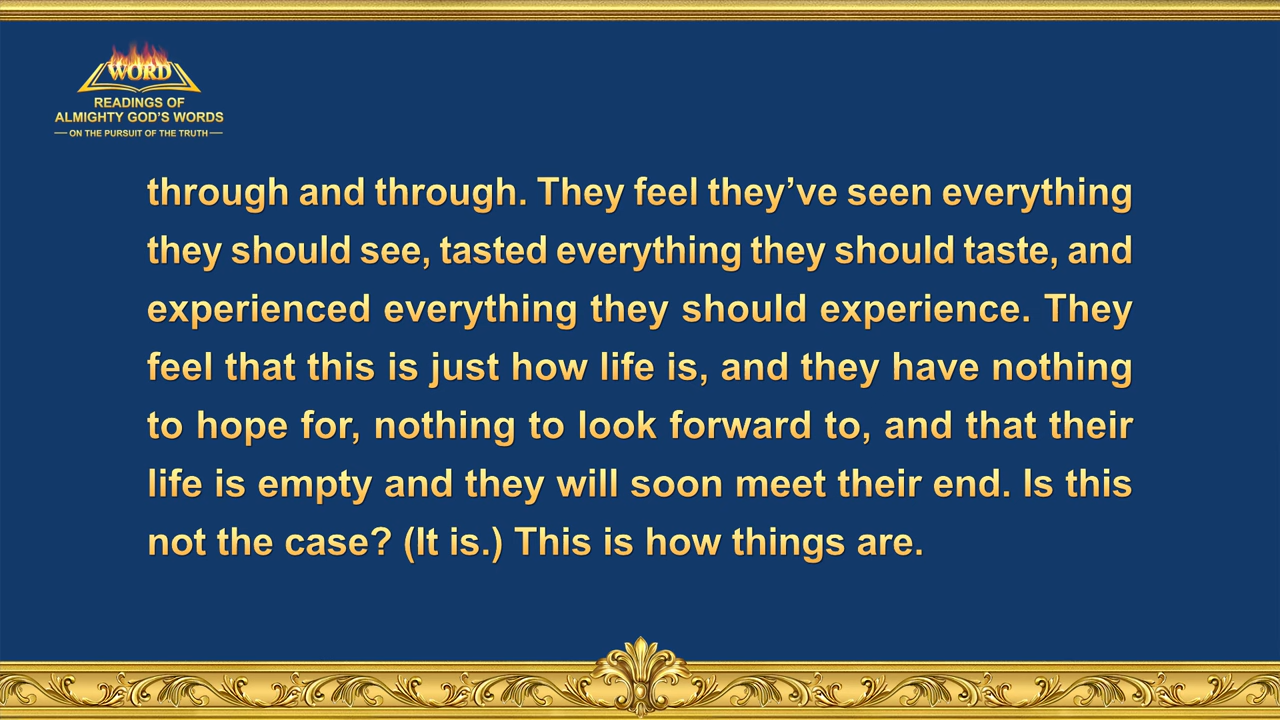 WORD
READINGS OF
ALMIGHTY GOD'S WORDS
— ON THE PURSUIT OF THE TRUTH —
through and through. They feel they’ve seen everything
they should see, tasted everything they should taste, and
experienced everything they should experience. They
feel that this is just how life is, and they have nothing
to hope for, nothing to look forward to, and that their
life is empty and they will soon meet their end. Is this
not the case? (It is.) This is how things are.